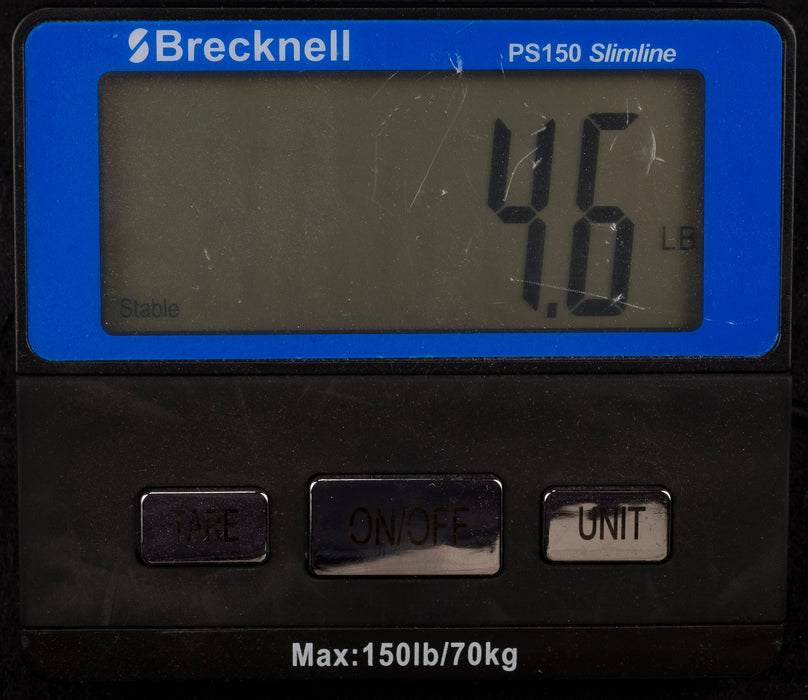 Brecknell
PS150 Slimline
4.6
LB
Stable
TARE
ON/OFF
UNIT
Max:150lb/70kg